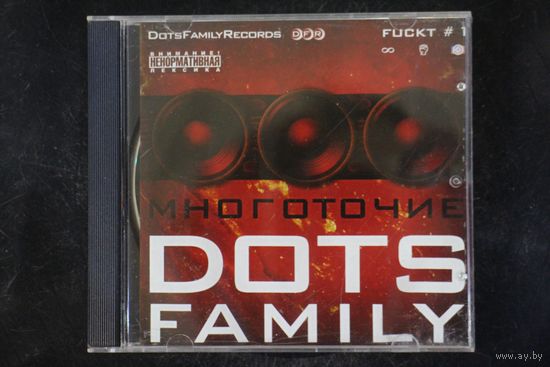 DotsFamilyRecords DFR FUCKT # 1
ВНИМАНИЕ!
НЕНОРМАТИВНАЯ
ЛЕКСИКА
МНОГОТОЧИЕ
DOTS
FAMILY
www.ay.by